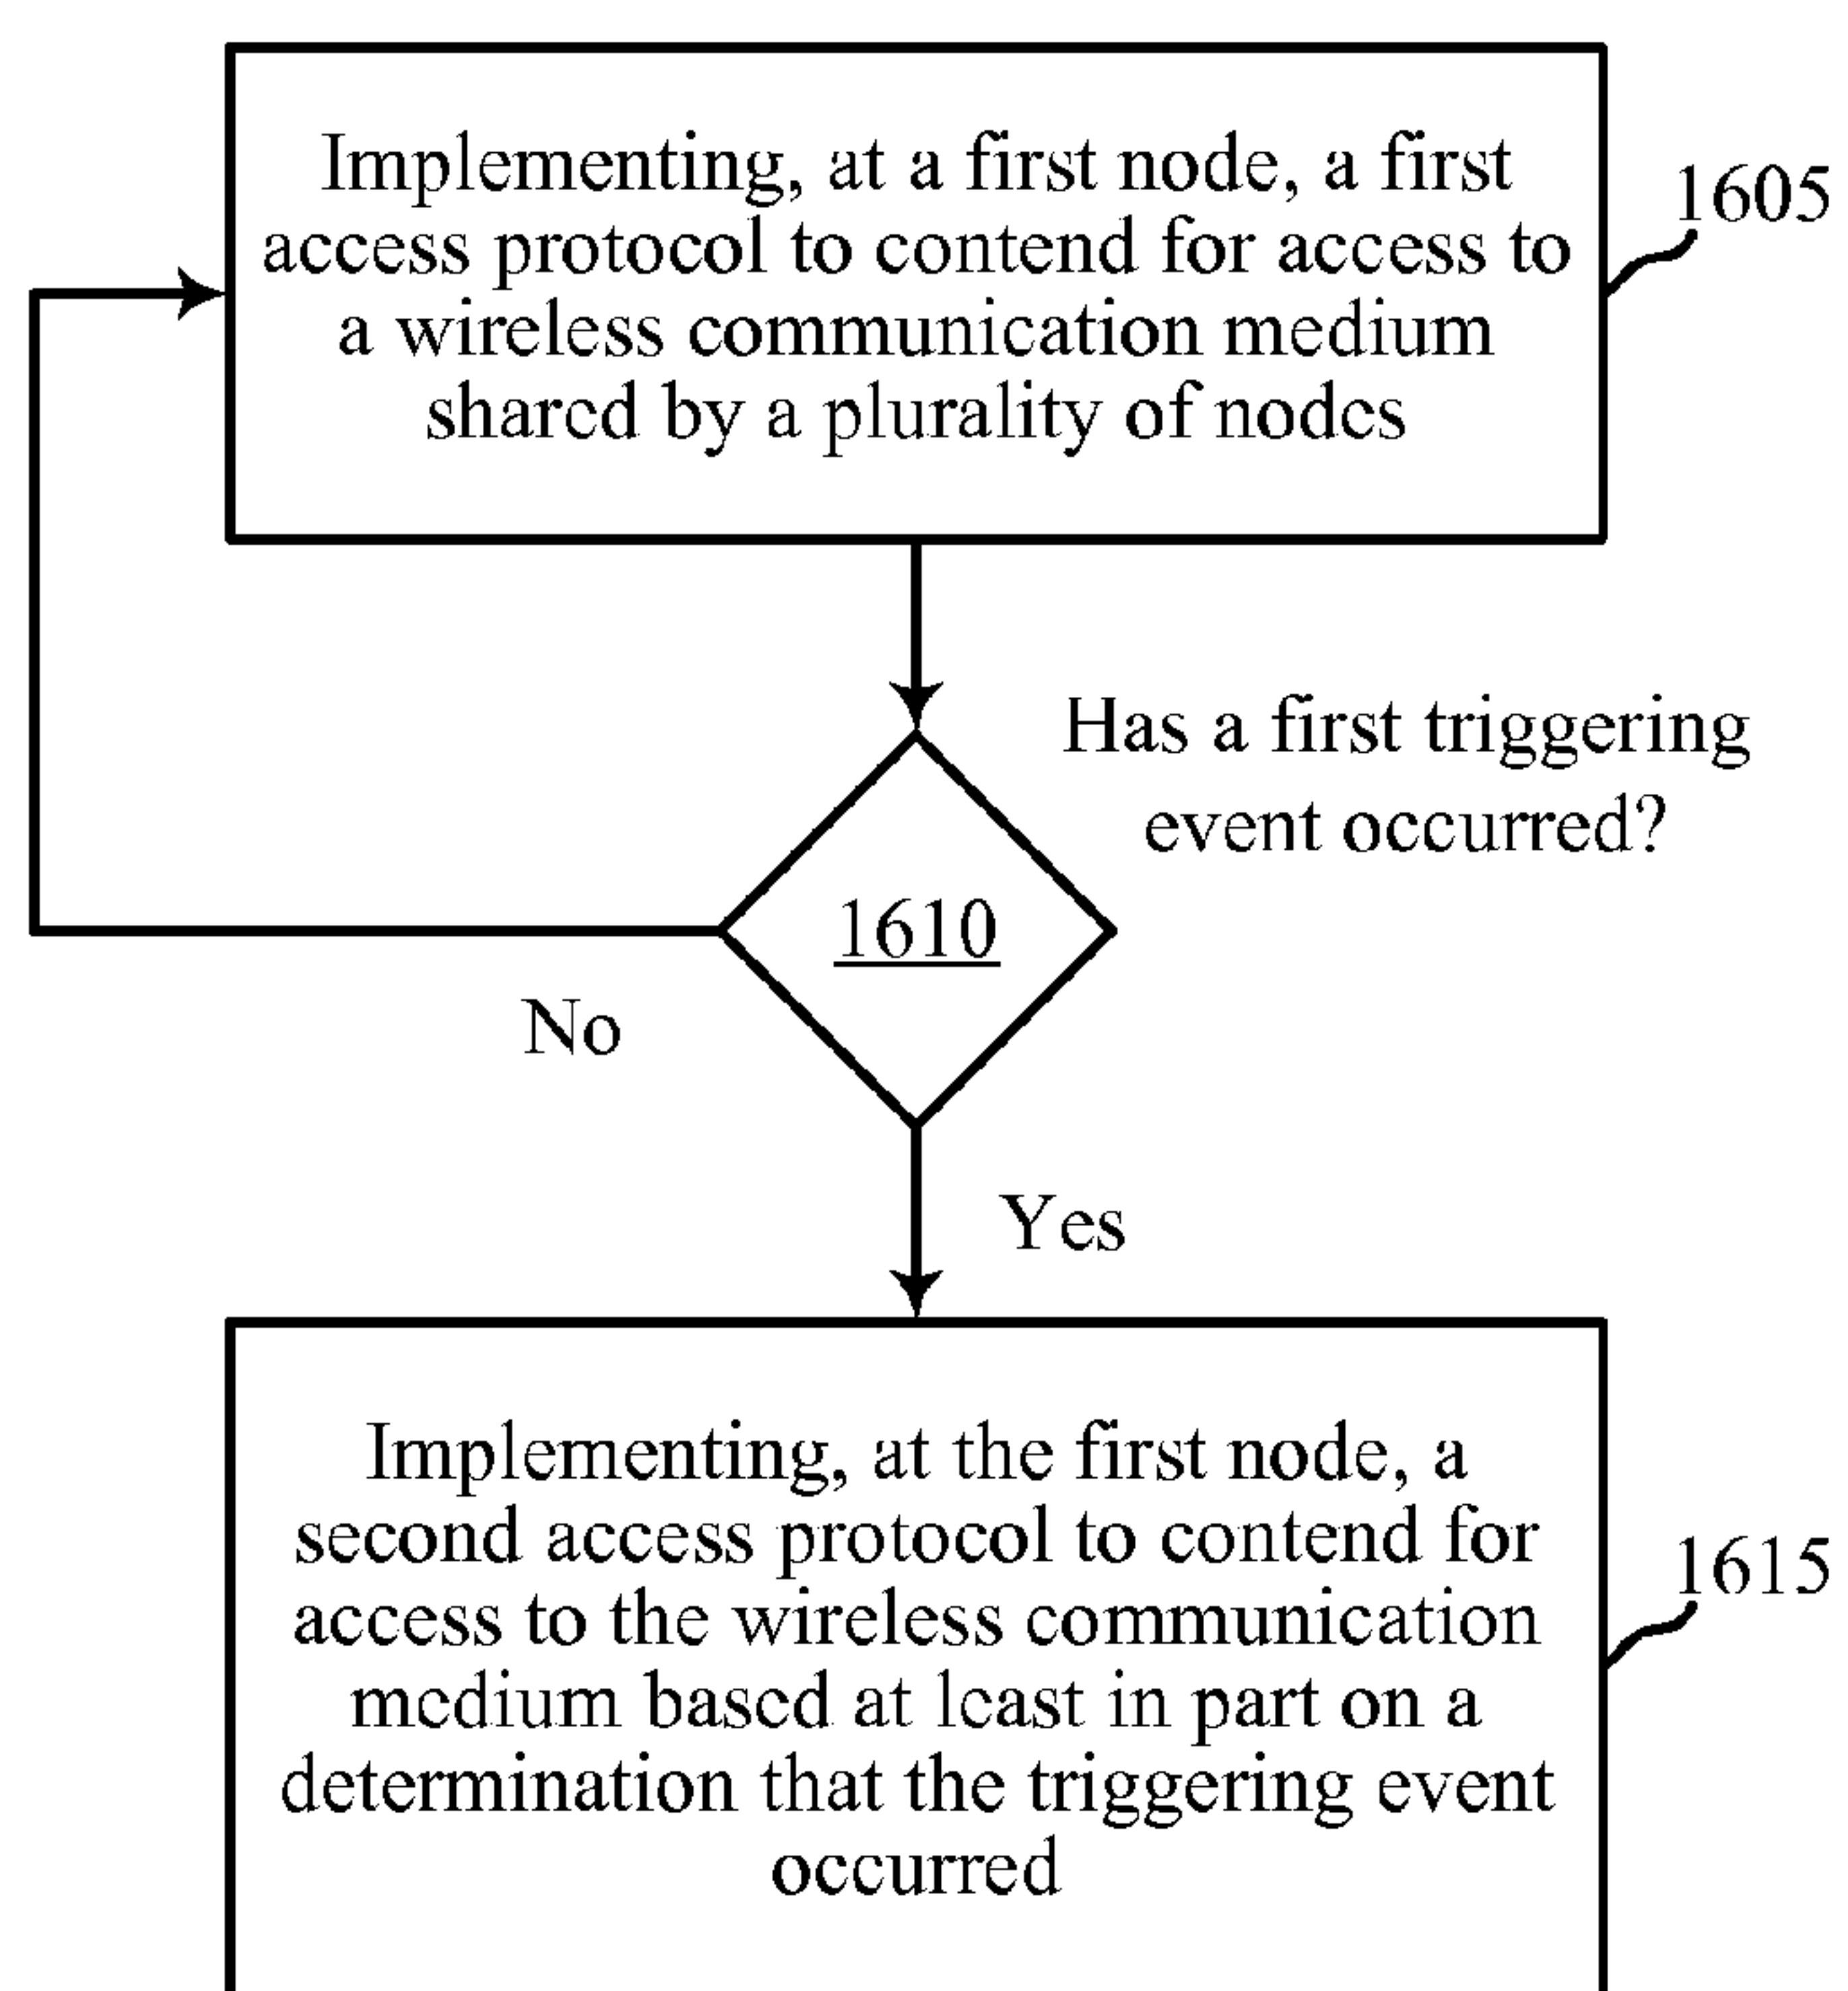 Implementing, at a first node, a first
access protocol to contend for access to
a wireless communication medium
shared by a plurality of nodes
1605
Has a first triggering
event occurred?
1610
No
Yes
Implementing, at the first node, a
second access protocol to contend for
access to the wireless communication
medium based at least in part on a
determination that the triggering event
occurred
1615